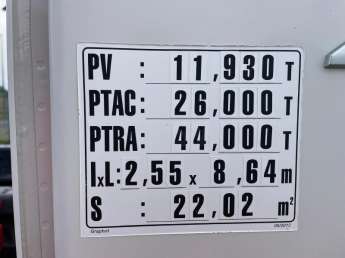 PV : 11,930 T
PTAC : 26,000 T
PTRA : 44,000 T
IxL: 2,55 x 8,64 m
S : 22,02 m²